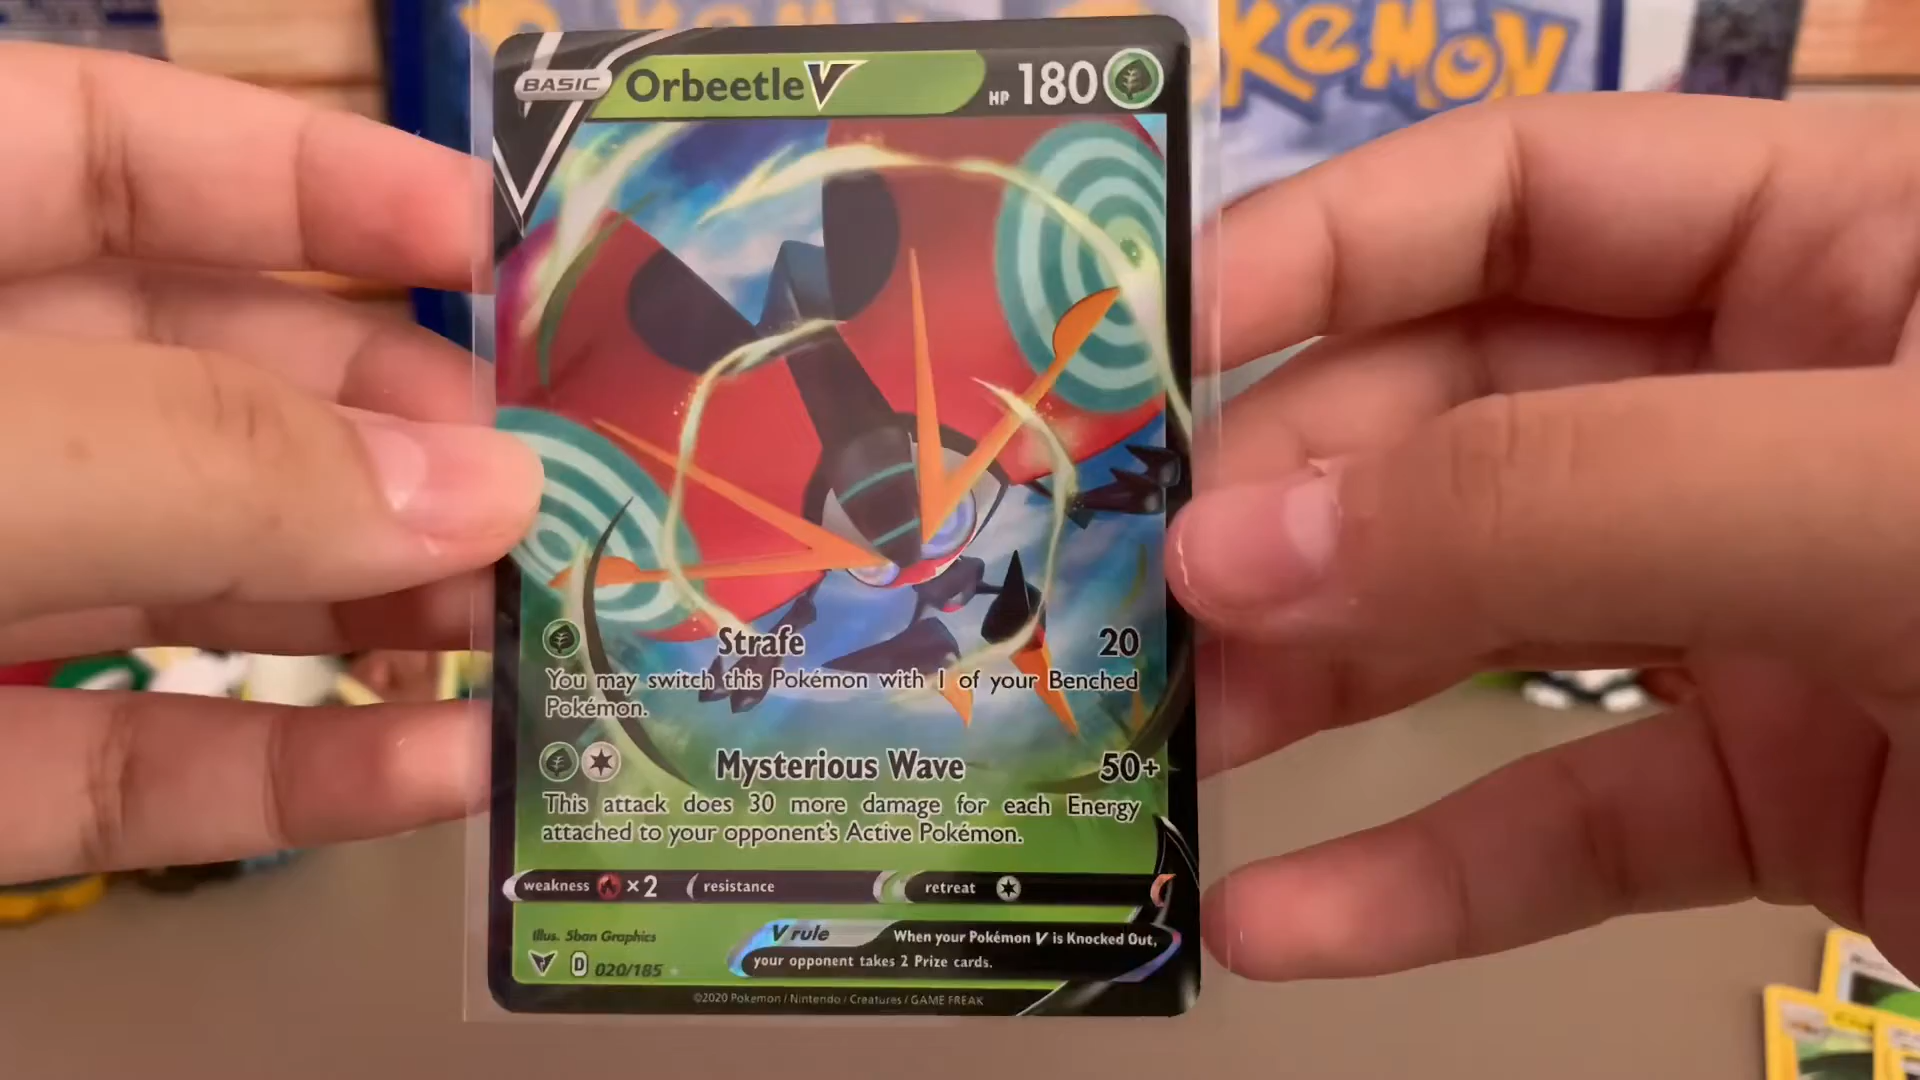 POKéMON
BASIC Orbeetle V HP 180
Strafe 20
You may switch this Pokémon with 1 of your Benched
Pokémon.
Mysterious Wave 50+
This attack does 30 more damage for each Energy
attached to your opponent's Active Pokémon.
weakness ×2 resistance retreat
Illus. 5ban Graphics
V rule When your Pokémon V is Knocked Out,
your opponent takes 2 Prize cards.
D 020/185
©2020 Pokémon / Nintendo / Creatures / GAME FREAK